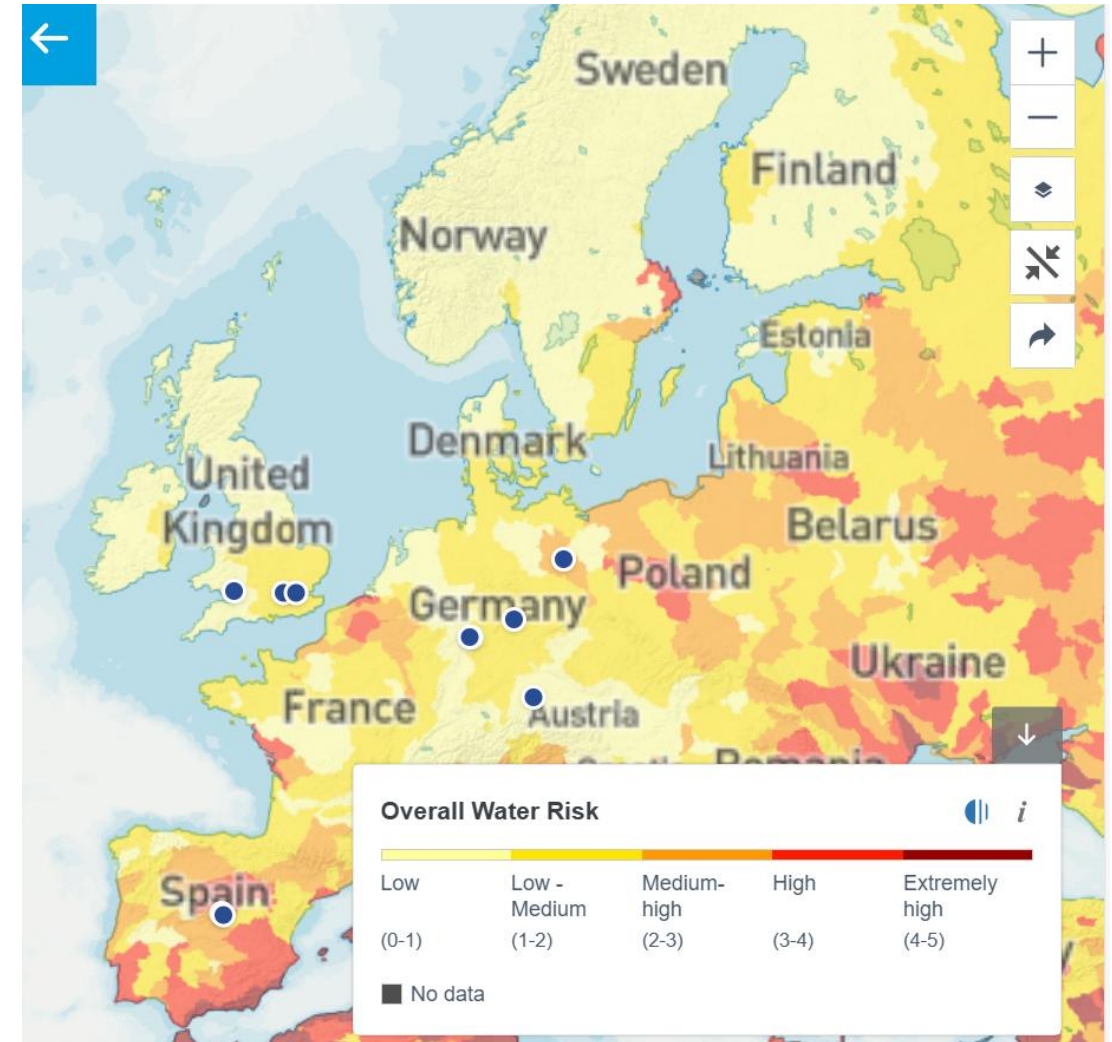 Sweden
Finland
Norway
Estonia
Denmark
Lithuania
United
Kingdom
Belarus
Poland
Germany
Ukraine
France
Austria
Spain
Overall Water Risk
i
Low
Low -
Medium
Medium-
high
High
Extremely
high
(0-1)
(1-2)
(2-3)
(3-4)
(4-5)
No data